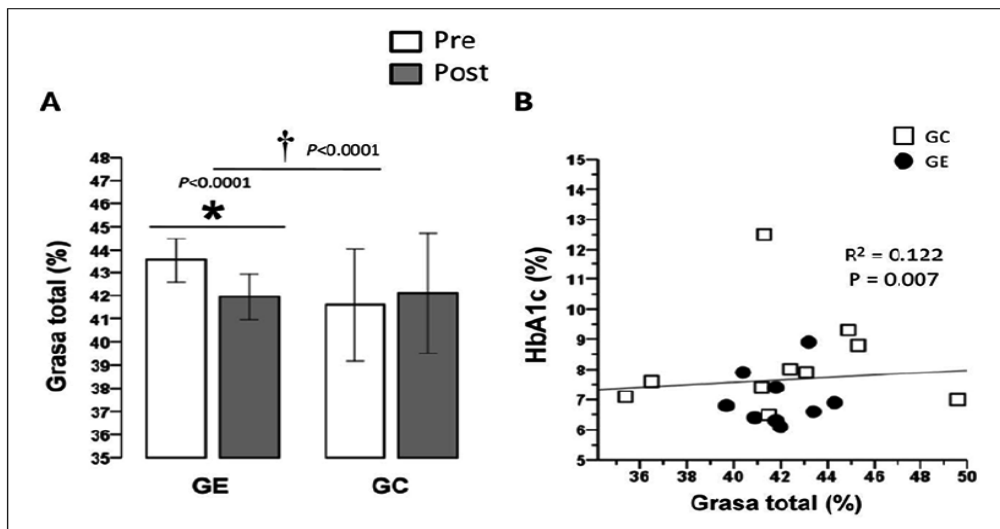 Pre
Post
A
† P<0.0001
P<0.0001
*
48
47
46
45
44
43
42
41
40
39
38
37
36
35
Grasa total (%)
GE
GC
B
GC
GE
15
14
13
12
11
10
9
8
7
6
5
HbA1c (%)
R² = 0.122
P = 0.007
36 38 40 42 44 46 48 50
Grasa total (%)